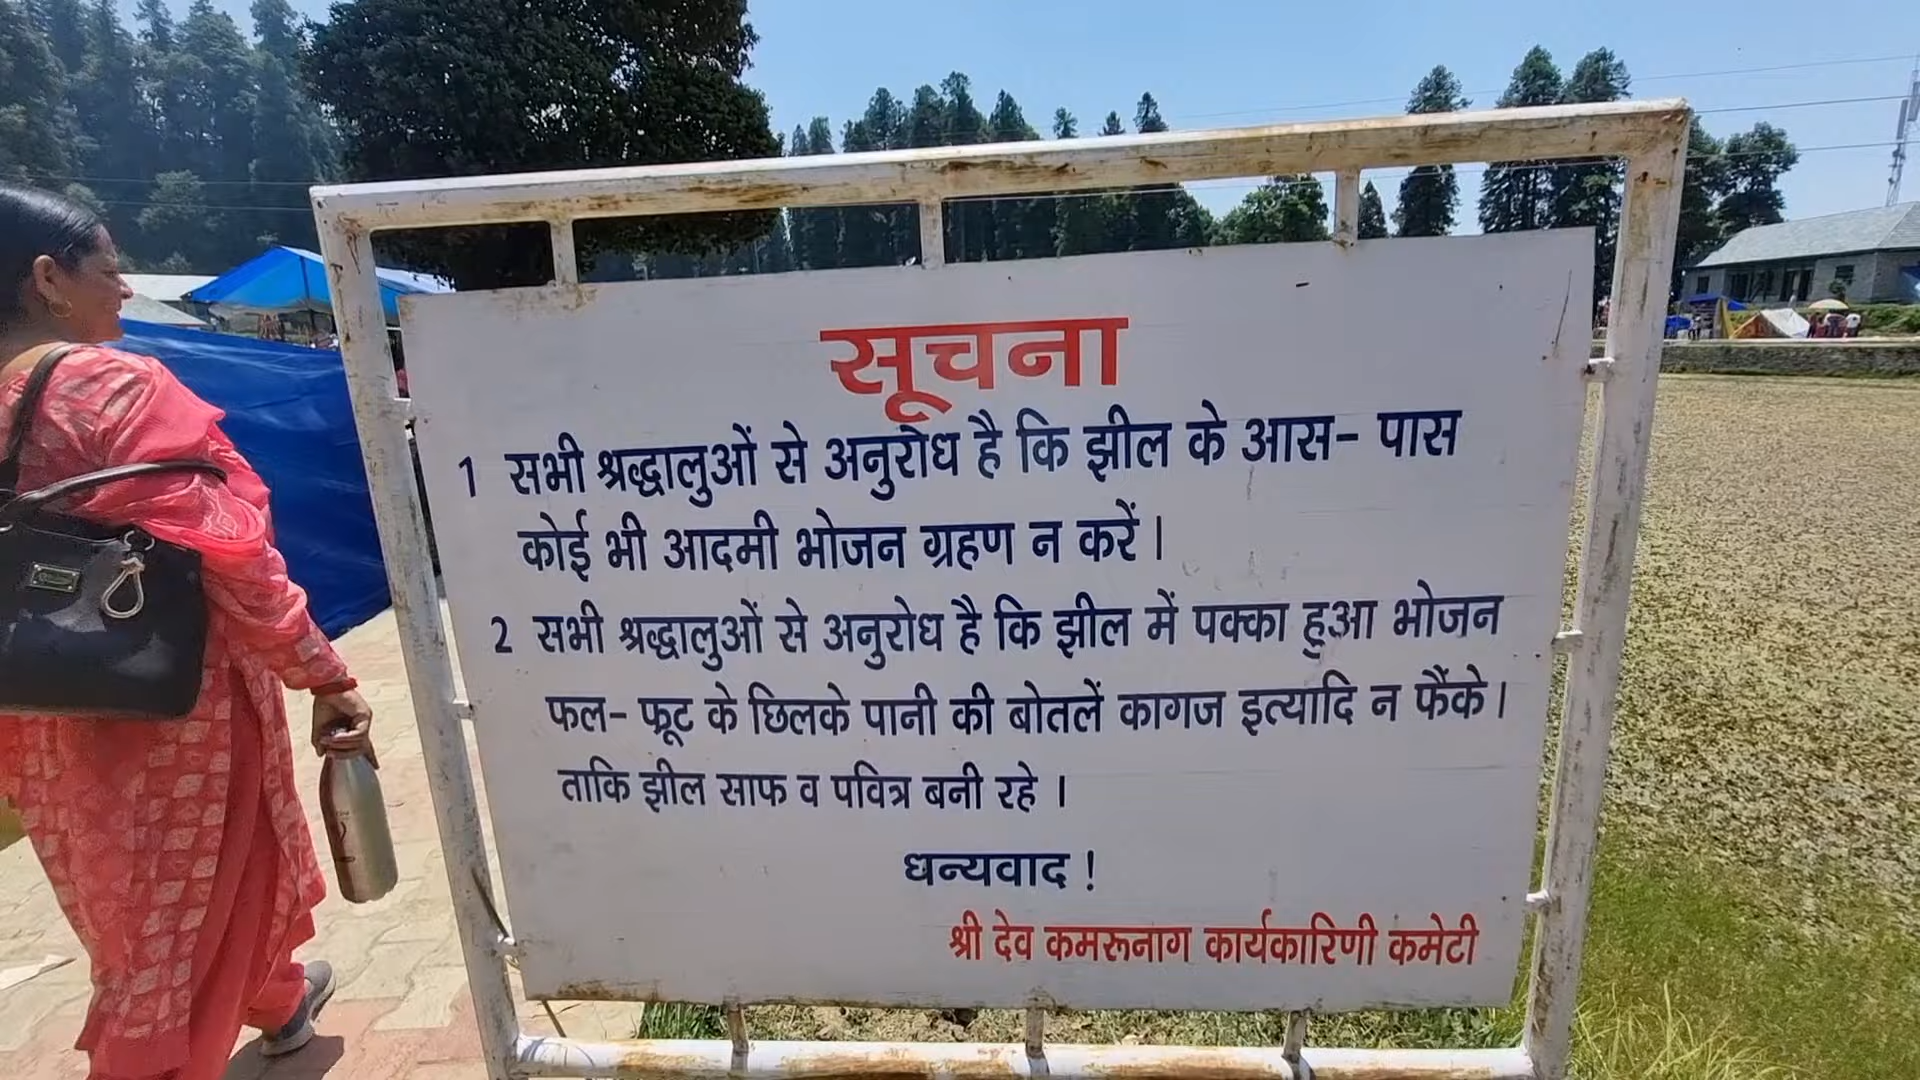 सूचना
1 सभी श्रद्धालुओं से अनुरोध है कि झील के आस- पास
कोई भी आदमी भोजन ग्रहण न करें।
2 सभी श्रद्धालुओं से अनुरोध है कि झील में पक्का हुआ भोजन
फल- फ्रूट के छिलके पानी की बोतलें कागज इत्यादि न फैंके।
ताकि झील साफ व पवित्र बनी रहे ।
धन्यवाद !
श्री देव कमरूनाग कार्यकारिणी कमेटी